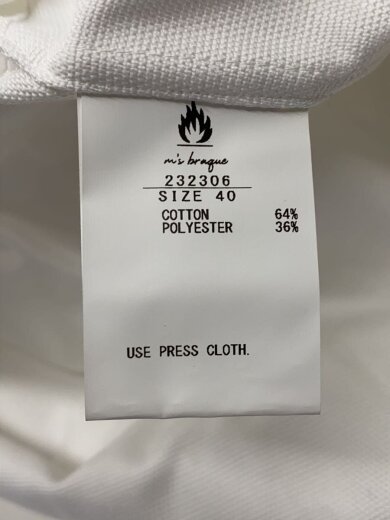 m's braque
232306
SIZE 40
COTTON 64%
POLYESTER 36%
USE PRESS CLOTH.